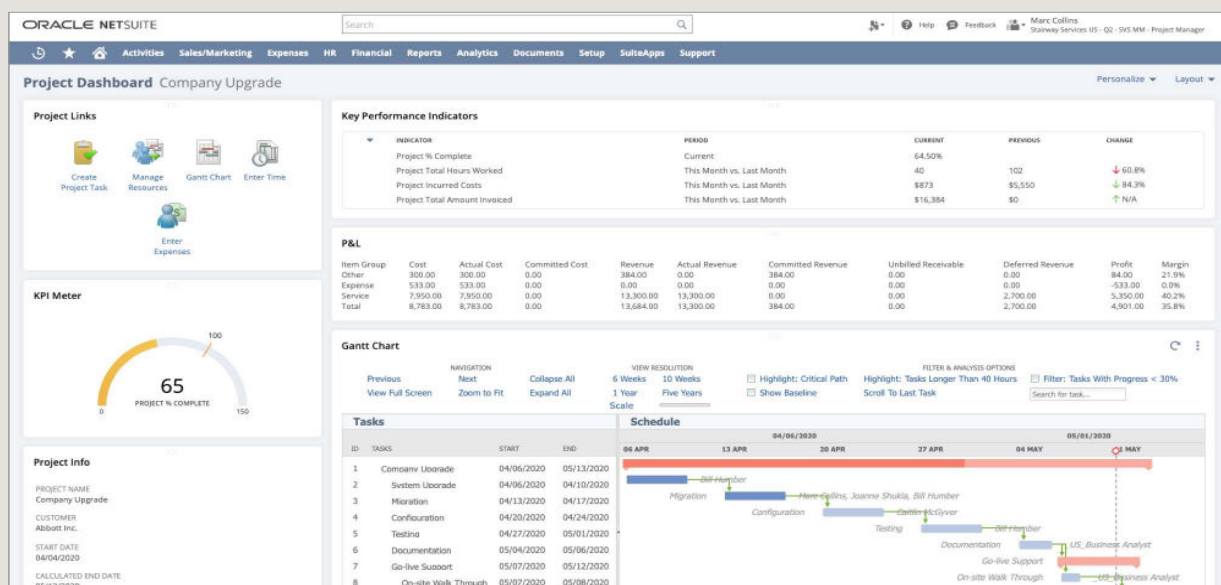 ORACLE NETSUITE
Search
Help
Feedback
Marc Collins
Stairway Services US - Q2 - SVS MM - Project Manager
Activities Sales/Marketing Expenses HR Financial Reports Analytics Documents Setup SuiteApps Support
Project Dashboard Company Upgrade
Personalize Layout
Project Links
Create Project Task
Manage Resources
Gantt Chart
Enter Time
Enter Expenses
KPI Meter
100
65
PROJECT % COMPLETE
0 150
Project Info
PROJECT NAME
Company Upgrade
CUSTOMER
Abbott Inc.
START DATE
04/04/2020
CALCULATED END DATE
Key Performance Indicators
INDICATOR PERIOD CURRENT PREVIOUS CHANGE
Project % Complete Current 64.50%
Project Total Hours Worked This Month vs. Last Month 40 102 60.8%
Project Incurred Costs This Month vs. Last Month $873 $5,550 84.3%
Project Total Amount Invoiced This Month vs. Last Month $16,384 $0 N/A
P&L
Item Group Cost Actual Cost Committed Cost Revenue Actual Revenue Committed Revenue Unbilled Receivable Deferred Revenue Profit Margin
Other 300.00 300.00 0.00 384.00 0.00 384.00 0.00 0.00 84.00 21.9%
Expense 533.00 533.00 0.00 0.00 0.00 0.00 0.00 0.00 -533.00 0.0%
Service 7,950.00 7,950.00 0.00 13,300.00 13,300.00 0.00 0.00 2,700.00 5,350.00 40.2%
Total 8,783.00 8,783.00 0.00 13,684.00 13,300.00 384.00 0.00 2,700.00 4,901.00 35.8%
Gantt Chart
NAVIGATION VIEW RESOLUTION FILTER & ANALYSIS OPTIONS
Previous Next Collapse All 6 Weeks 10 Weeks Highlight: Critical Path Highlight: Tasks Longer Than 40 Hours Filter: Tasks With Progress < 30%
View Full Screen Zoom to Fit Expand All 1 Year Five Years Show Baseline Scroll To Last Task Search for task...
Scale
Tasks Schedule
04/06/2020 05/01/2020
ID TASKS START END 06 APR 13 APR 20 APR 27 APR 04 MAY MAY
1 Company Upgrade 04/06/2020 05/13/2020
2 System Upgrade 04/06/2020 04/10/2020 Bill Humber
3 Migration 04/13/2020 04/17/2020 Migration Marc Collins, Joanne Shukla, Bill Humber
4 Configuration 04/20/2020 04/24/2020 Configuration Caitlin McGyver
5 Testing 04/27/2020 05/01/2020 Testing Bill Humber
6 Documentation 05/04/2020 05/06/2020 Documentation US_Business Analyst
7 Go-live Support 05/07/2020 05/12/2020 Go-live Support
8 On-site Walk Through 05/07/2020 05/08/2020 On-site Walk Through US_Business Analyst